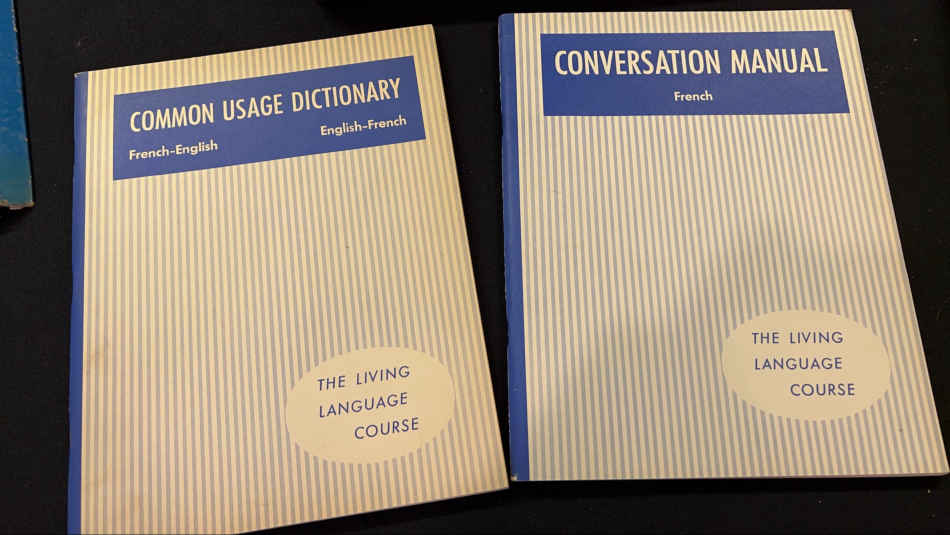 COMMON USAGE DICTIONARY
French–English
English–French
THE LIVING
LANGUAGE
COURSE
CONVERSATION MANUAL
French
THE LIVING
LANGUAGE
COURSE